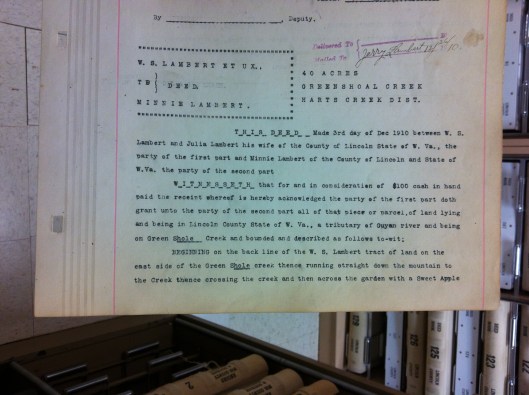 By , Deputy.
Delivered To
Mailed To
Jerry Lambert
W. S. LAMBERT ET UX.,
TO DEED
MINNIE LAMBERT.
40 ACRES
GREENSHOAL CREEK
HARTS CREEK DIST.
THIS DEED Made 3rd day of Dec 1910 between W. S.
Lambert and Julia Lambert his wife of the County of Lincoln State of W. Va., the
party of the first part and Minnie Lambert of the County of Lincoln and State of
W.Va. the party of the second part
WITNESSETH that for and in consideration of $100 cash in hand
paid the receipt whereof is hereby acknowledged the party of the first part doth
grant unto the party of the second part all of that piece or parcel, of land lying
and being in Lincoln County State of W. Va., a tributary of Guyan river and being
on Green Shole Creek and bounded and described as follows to-wit;
BEGINNING on the back line of the W. S. Lambert tract of land on the
east side of the Green Shole creek thence running straight down the mountain to
the Creek thence crossing the creek and then across the garden with a Sweet Apple
2
126
125
123
122